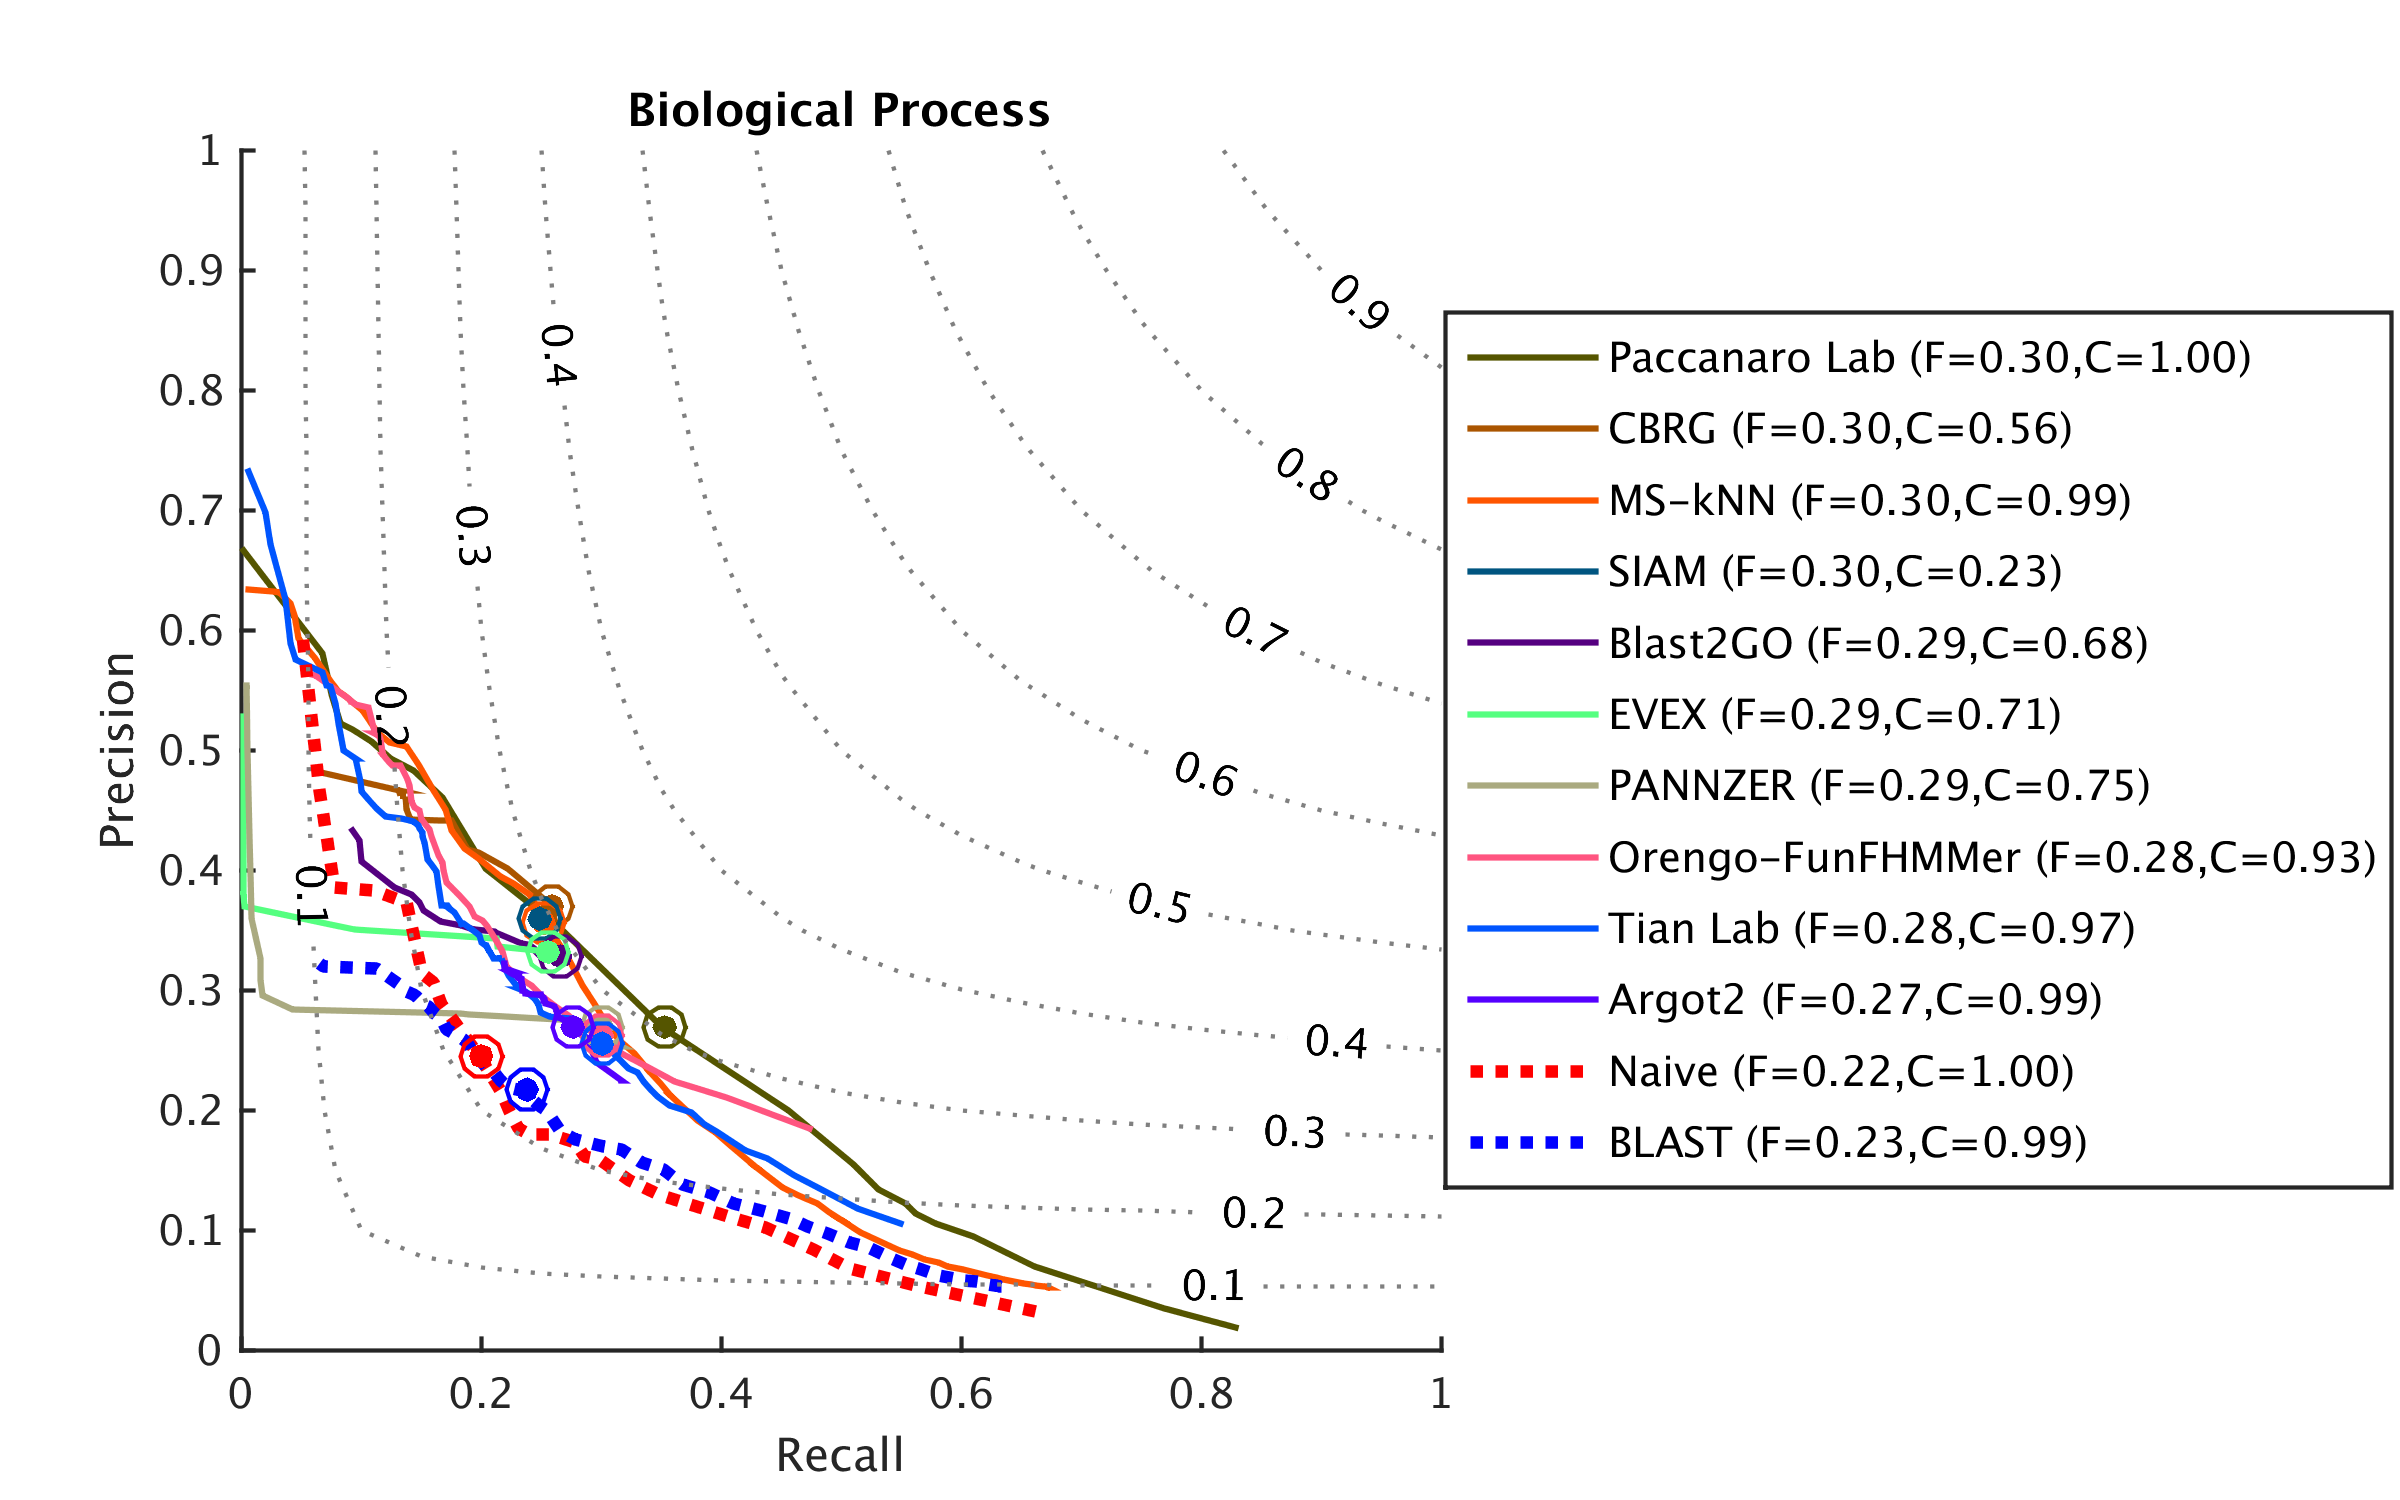 Biological Process
1
0.9
0.8
0.7
0.6
0.5
0.4
0.3
0.2
0.1
0
Precision
0
0.2
0.4
0.6
0.8
1
Recall
0.1
0.2
0.3
0.4
0.9
0.8
0.7
0.6
0.5
0.4
0.3
0.2
0.1
Paccanaro Lab (F=0.30,C=1.00)
CBRG (F=0.30,C=0.56)
MS-kNN (F=0.30,C=0.99)
SIAM (F=0.30,C=0.23)
Blast2GO (F=0.29,C=0.68)
EVEX (F=0.29,C=0.71)
PANNZER (F=0.29,C=0.75)
Orengo-FunFHMMer (F=0.28,C=0.93)
Tian Lab (F=0.28,C=0.97)
Argot2 (F=0.27,C=0.99)
Naive (F=0.22,C=1.00)
BLAST (F=0.23,C=0.99)